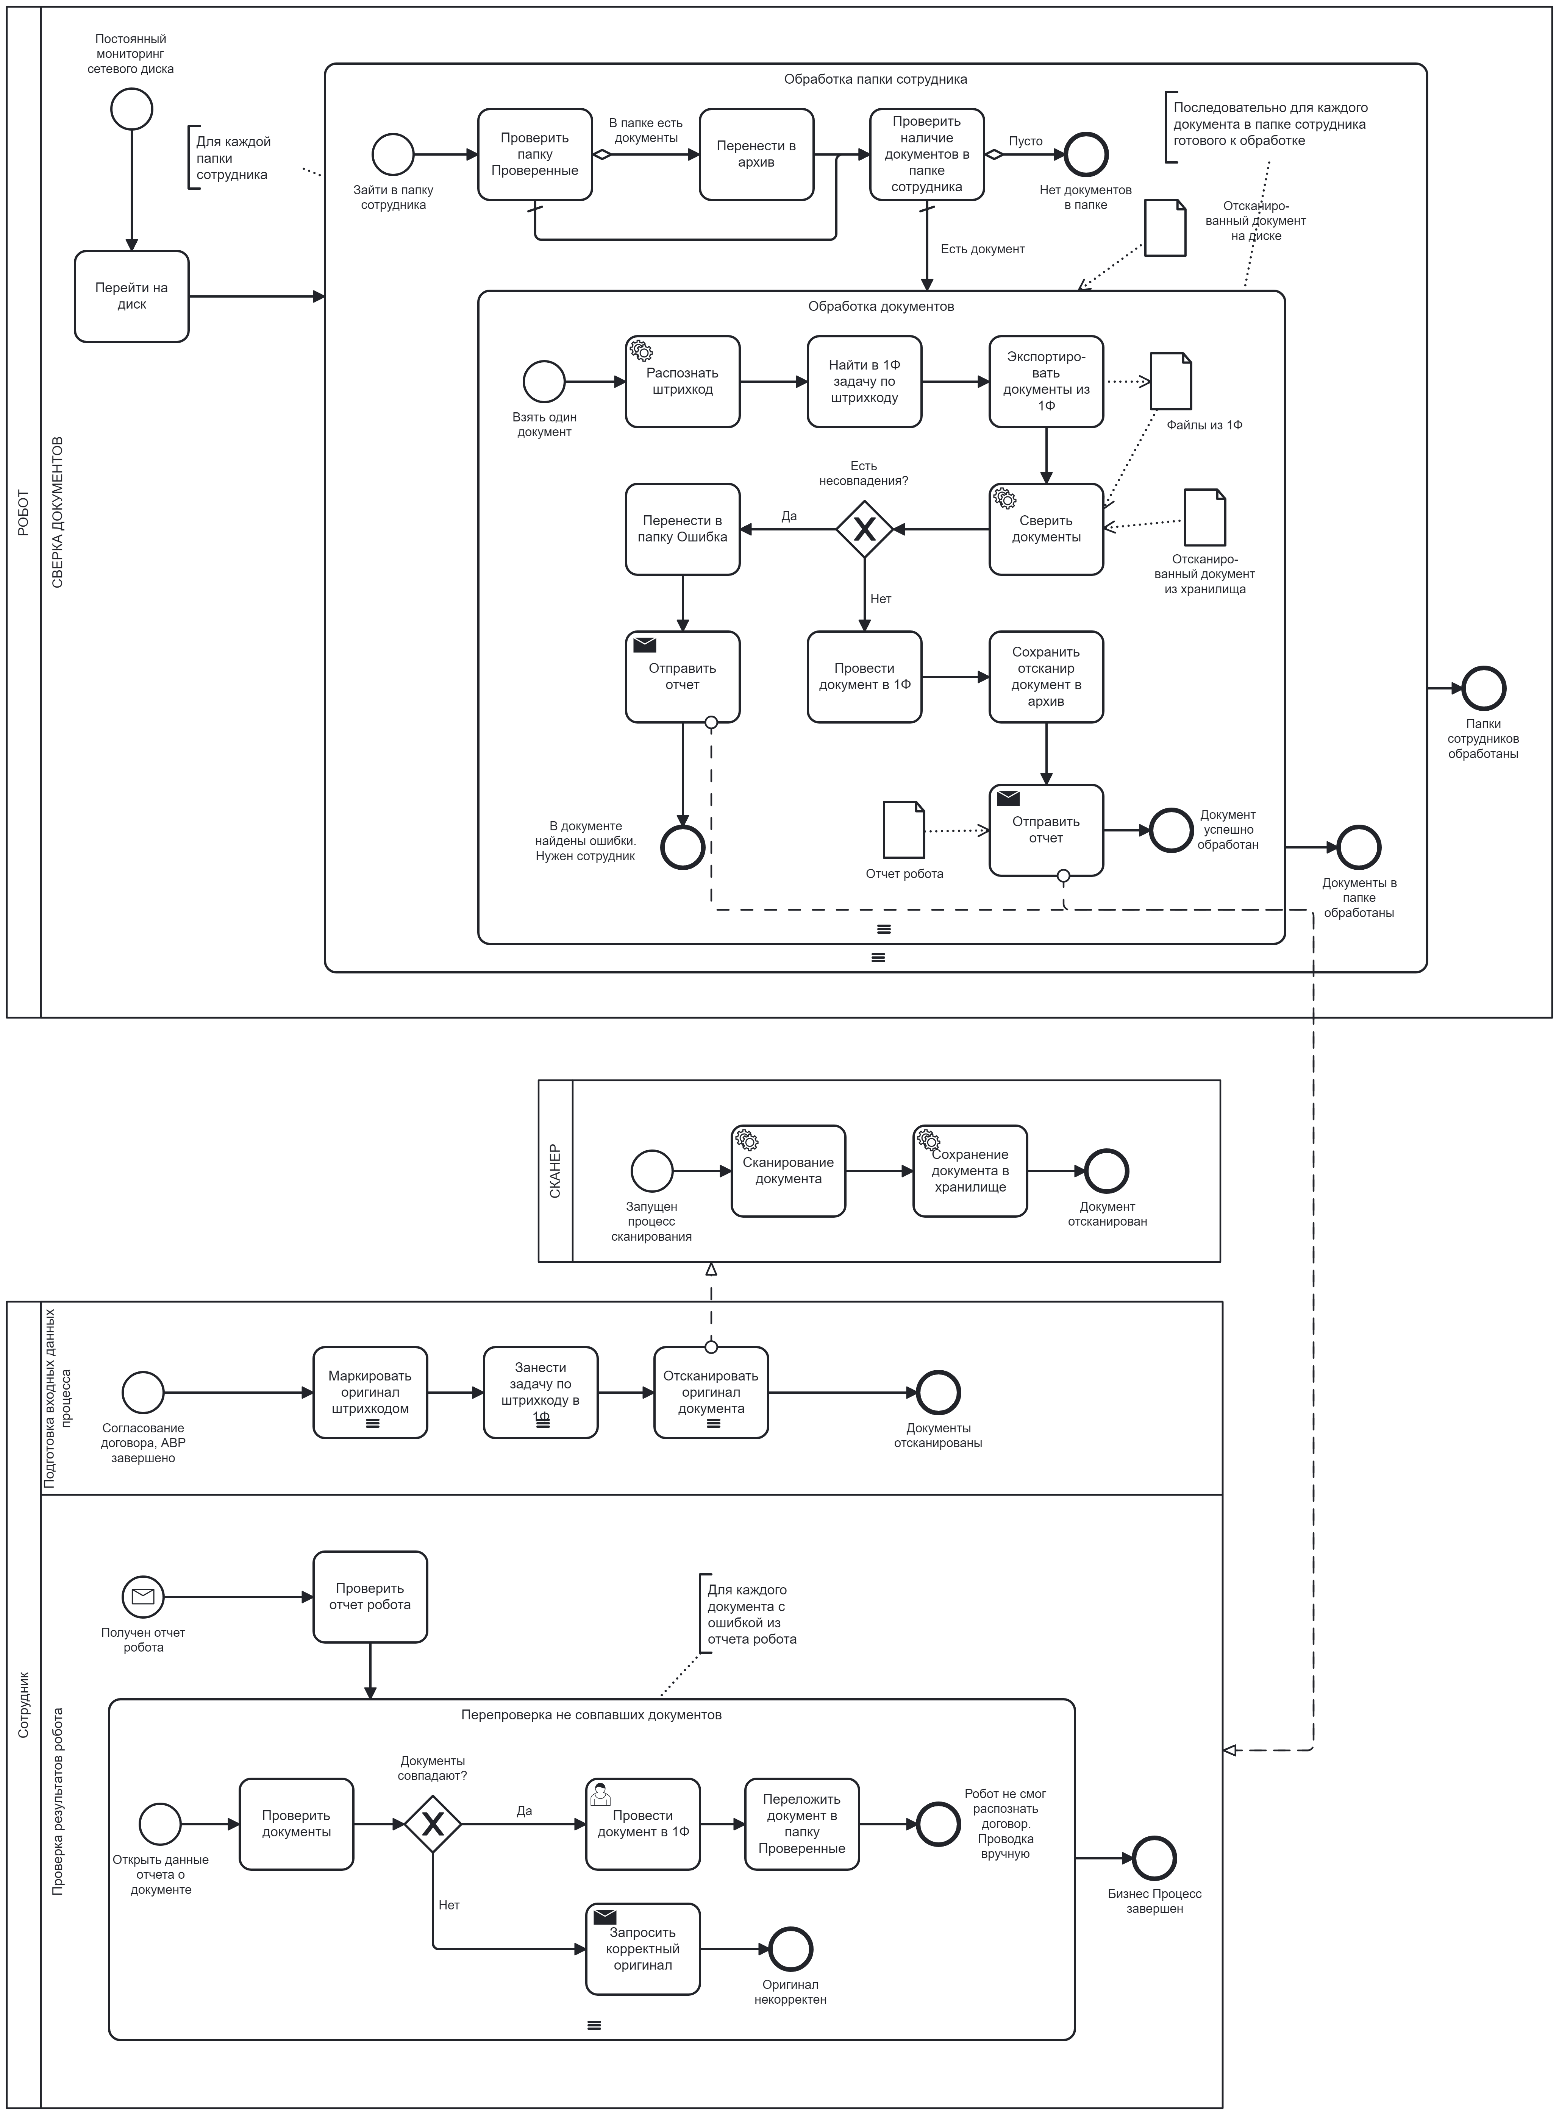 РОБОТ
СВЕРКА ДОКУМЕНТОВ
Постоянный
мониторинг
сетевого диска
Для каждой
папки
сотрудника
Перейти на
диск
Обработка папки сотрудника
Зайти в папку
сотрудника
Проверить
папку
Проверенные
В папке есть
документы
Перенести в
архив
Проверить
наличие
документов в
папке
сотрудника
Пусто
Нет документов
в папке
Последовательно для каждого
документа в папке сотрудника
готового к обработке
Отсканиро-
ванный документ
на диске
Есть документ
Обработка документов
Взять один
документ
Распознать
штрихкод
Найти в 1Ф
задачу по
штрихкоду
Экспортиро-
вать
документы из
1Ф
Файлы из 1Ф
Есть
несовпадения?
Перенести в
папку Ошибка
Да
Сверить
документы
Отсканиро-
ванный документ
из хранилища
Нет
Отправить
отчет
Провести
документ в 1Ф
Сохранить
отсканир
документ в
архив
Папки
сотрудников
обработаны
В документе
найдены ошибки.
Нужен сотрудник
Отчет робота
Отправить
отчет
Документ
успешно
обработан
Документы в
папке
обработаны
СКАНЕР
Запущен
процесс
сканирования
Сканирование
документа
Сохранение
документа в
хранилище
Документ
отсканирован
Сотрудник
Подготовка входных данных
процесса
Согласование
договора, АВР
завершено
Маркировать
оригинал
штрихкодом
Занести
задачу по
штрихкоду в
1Ф
Отсканировать
оригинал
документа
Документы
отсканированы
Проверка результатов робота
Получен отчет
робота
Проверить
отчет робота
Для каждого
документа с
ошибкой из
отчета робота
Перепроверка не совпавших документов
Открыть данные
отчета о
документе
Проверить
документы
Документы
совпадают?
Да
Провести
документ в 1Ф
Переложить
документ в
папку
Проверенные
Робот не смог
распознать
договор.
Проводка
вручную
Нет
Запросить
корректный
оригинал
Оригинал
некорректен
Бизнес Процесс
завершен